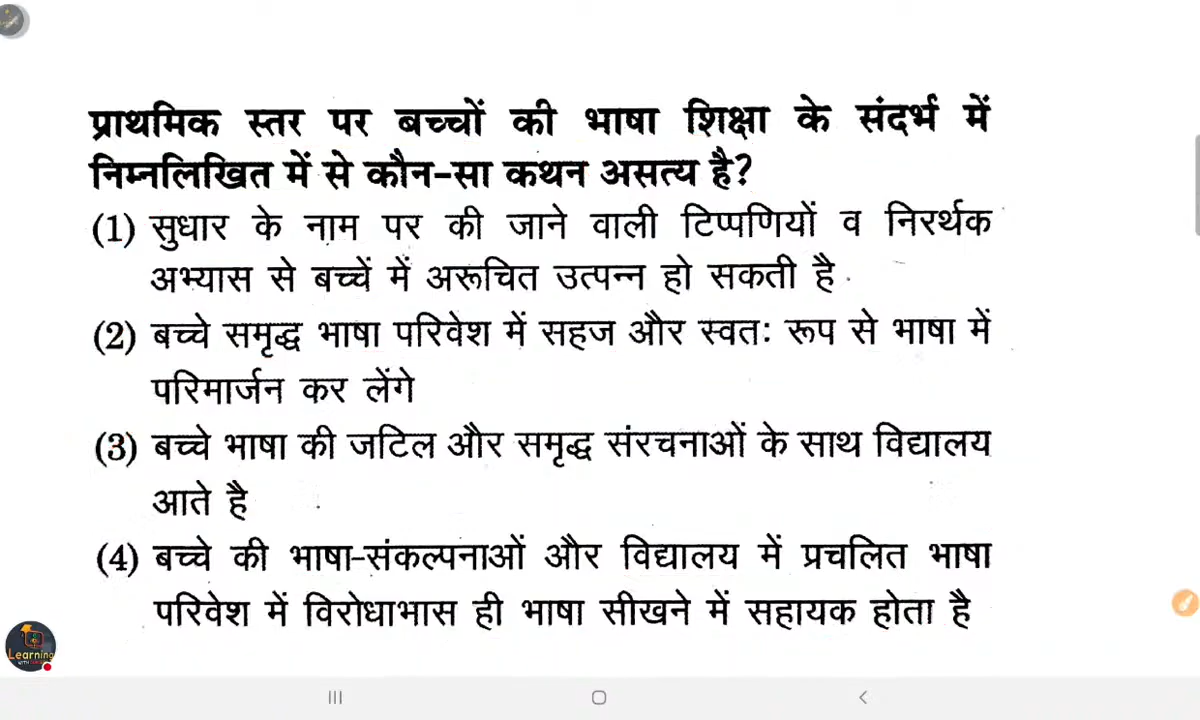 प्राथमिक स्तर पर बच्चों की भाषा शिक्षा के संदर्भ में
निम्नलिखित में से कौन-सा कथन असत्य है?
(1) सुधार के नाम पर की जाने वाली टिप्पणियों व निरर्थक
अभ्यास से बच्चें में अरूचित उत्पन्न हो सकती है
(2) बच्चे समृद्ध भाषा परिवेश में सहज और स्वतः रूप से भाषा में
परिमार्जन कर लेंगे
(3) बच्चे भाषा की जटिल और समृद्ध संरचनाओं के साथ विद्यालय
आते है
(4) बच्चे की भाषा-संकल्पनाओं और विद्यालय में प्रचलित भाषा
परिवेश में विरोधाभास ही भाषा सीखने में सहायक होता है
Learning